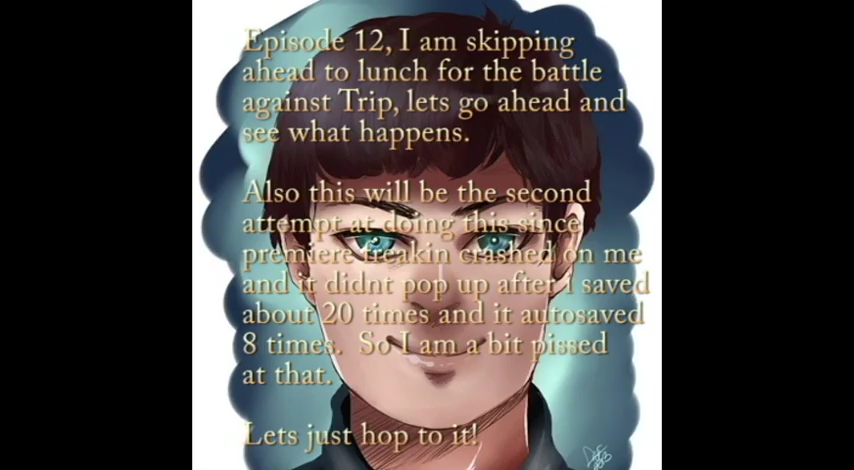 Episode 12, I am skipping
ahead to lunch for the battle
against Trip, lets go ahead and
see what happens.
Also this will be the second
attempt at doing this since
premiere freakin crashed on me
and it didnt pop up after i saved
about 20 times and it autosaved
8 times.  So I am a bit pissed
at that.
Lets just hop to it!